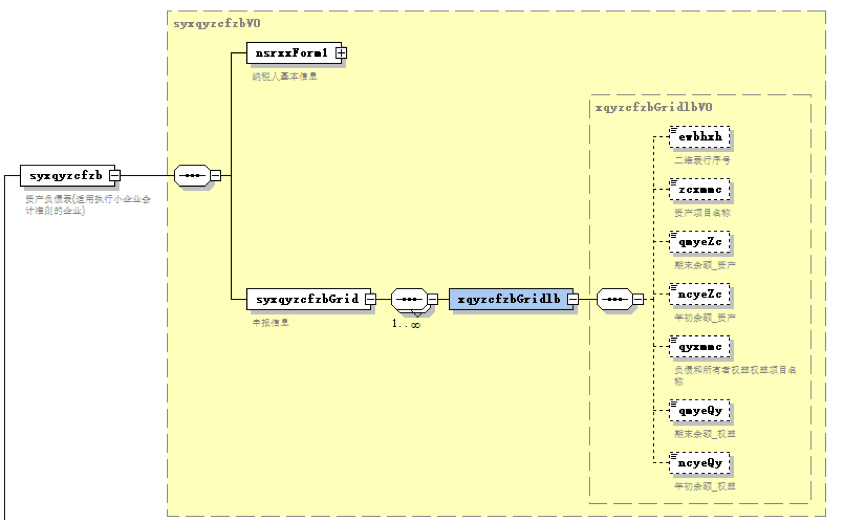 syxqyzcfzbVO
nsrxxForm1
纳税人基本信息
xqyzcfzbGridlbVO
ewbhxh
二维表行序号
syxqyzcfzb
资产负债表(适用执行小企业会
计准则的企业)
zcxmmc
资产项目名称
qmyeZc
期末余额_资产
syxqyzcfzbGrid
申报信息
1..∞
xqyzcfzbGridlb
ncyeZc
年初余额_资产
qyxmmc
负债和所有者权益权益项目名
称
qmyeQy
期末余额_权益
ncyeQy
年初余额_权益